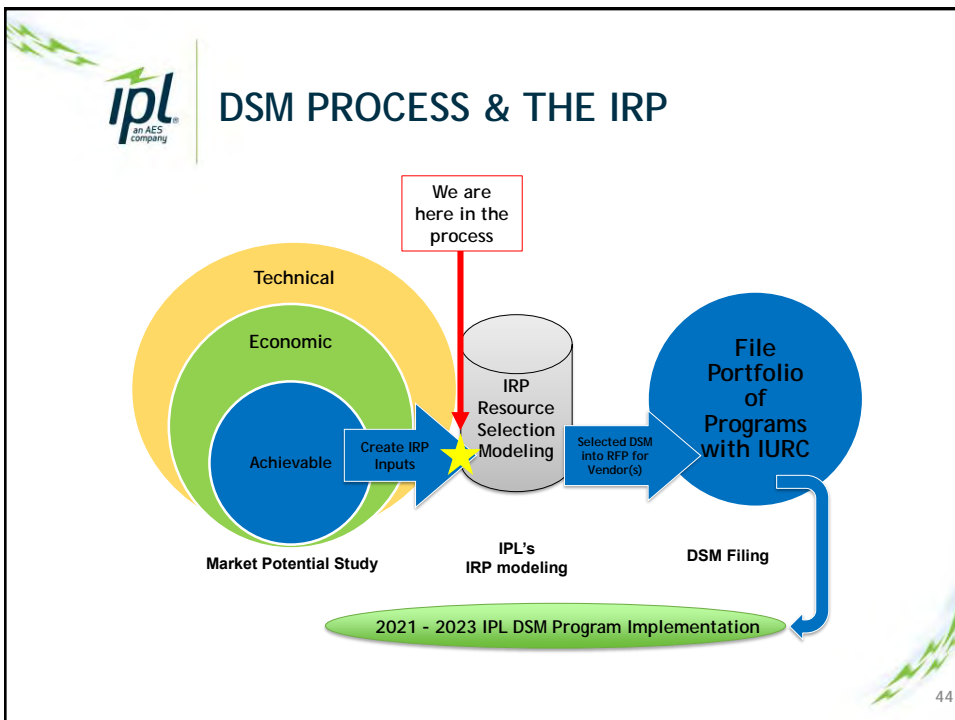 ipl®
an AES
company
DSM PROCESS & THE IRP
We are
here in the
process
Technical
Economic
Achievable
Create IRP
Inputs
IRP
Resource
Selection
Modeling
Selected DSM
into RFP for
Vendor(s)
File
Portfolio
of
Programs
with IURC
Market Potential Study
IPL's
IRP modeling
DSM Filing
2021 - 2023 IPL DSM Program Implementation
44